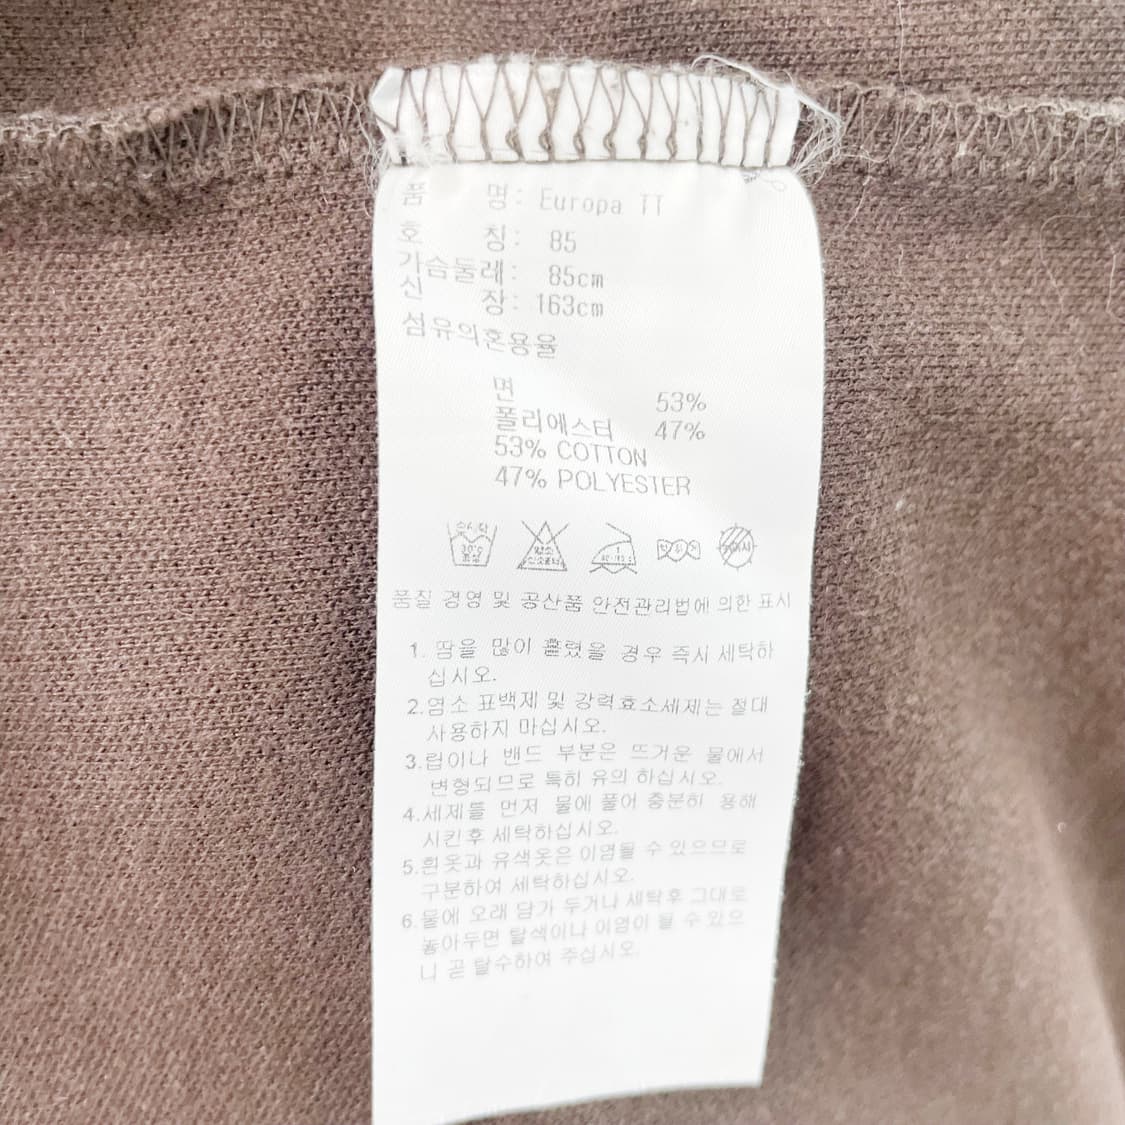 품 명: Europa TT
호 칭: 85
가슴둘레: 85cm
신 장: 163cm
섬유의혼용율
면 53%
폴리에스터 47%
53% COTTON
47% POLYESTER
손세탁 염소 1
30℃
중성
품질 경영 및 공산품 안전관리법에 의한 표시
1. 땀을 많이 흘렸을 경우 즉시 세탁하
십시오.
2.염소 표백제 및 강력효소세제는 절대
사용하지 마십시오.
3.립이나 밴드 부분은 뜨거운 물에서
변형되므로 특히 유의 하십시오.
4.세제를 먼저 물에 풀어 충분히 용해
시킨후 세탁하십시오.
5.흰옷과 유색옷은 이염될 수 있으므로
구분하여 세탁하십시오.
6.물에 오래 담가 두거나 세탁후 그대로
놓아두면 탈색이나 이염이 될 수 있으
니 곧 탈수하여 주십시오.